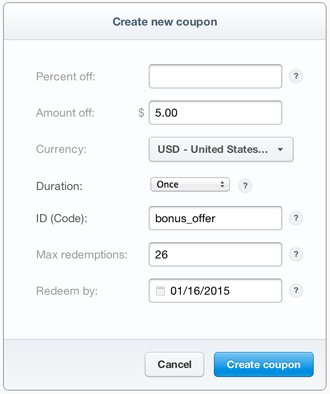 Create new coupon
Percent off: ?
Amount off: $ 5.00
Currency: USD - United States...
Duration: Once ?
ID (Code): bonus_offer ?
Max redemptions: 26 ?
Redeem by: 01/16/2015 ?
Cancel Create coupon